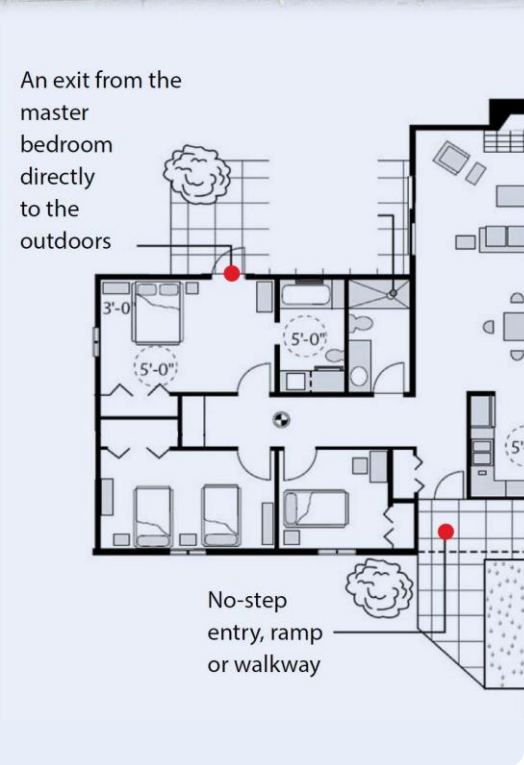 An exit from the
master
bedroom
directly
to the
outdoors
3'-0"
5'-0"
5'-0"
No-step
entry, ramp
or walkway